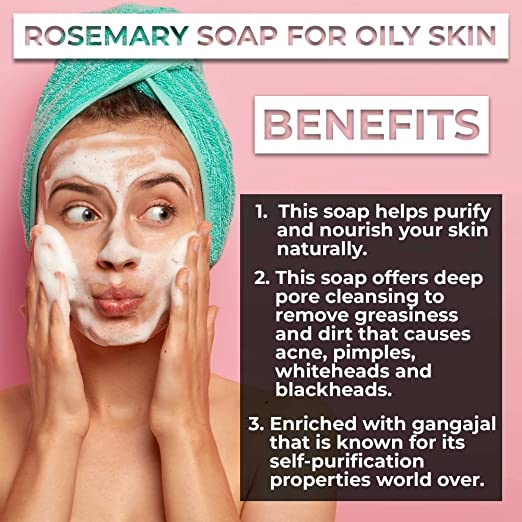 ROSEMARY SOAP FOR OILY SKIN
BENEFITS
1. This soap helps purify
and nourish your skin
naturally.
2. This soap offers deep
pore cleansing to
remove greasiness
and dirt that causes
acne, pimples,
whiteheads and
blackheads.
3. Enriched with gangajal
that is known for its
self-purification
properties world over.